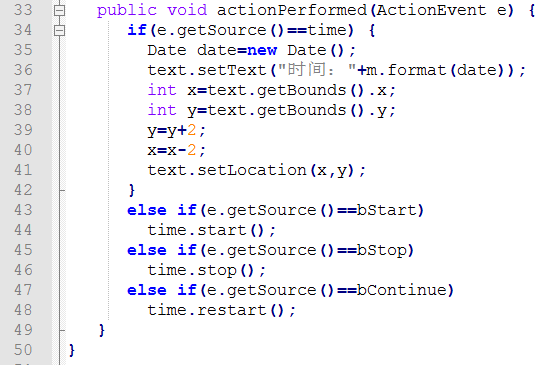 33 public void actionPerformed(ActionEvent e) {
34 if(e.getSource()==time) {
35 Date date=new Date();
36 text.setText("时间："+m.format(date));
37 int x=text.getBounds().x;
38 int y=text.getBounds().y;
39 y=y+2;
40 x=x-2;
41 text.setLocation(x,y);
42 }
43 else if(e.getSource()==bStart)
44 time.start();
45 else if(e.getSource()==bStop)
46 time.stop();
47 else if(e.getSource()==bContinue)
48 time.restart();
49 }
50 }